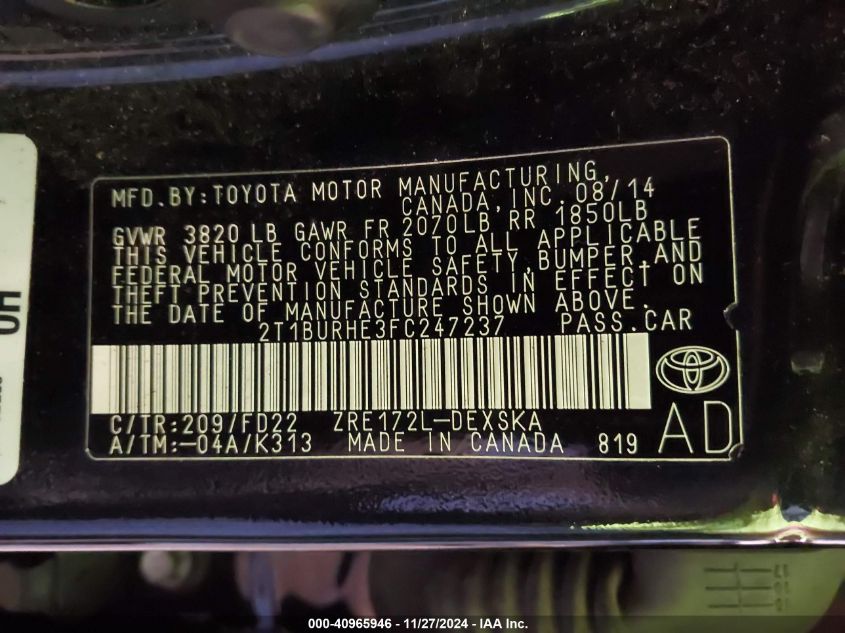 MFD.BY:TOYOTA MOTOR MANUFACTURING,
CANADA,INC.08/14
GVWR 3820 LB GAWR FR 2070LB,RR 1850LB
THIS VEHICLE CONFORMS TO ALL APPLICABLE
FEDERAL MOTOR VEHICLE SAFETY,BUMPER,AND
THEFT PREVENTION STANDARDS IN EFFECT ON
THE DATE OF MANUFACTURE SHOWN ABOVE.
2T1BURHE3FC247237 PASS.CAR
C/TR:209/FD22 ZRE172L-DEXSKA
A/TM:-04A/K313 MADE IN CANADA 819 AD
000-40965946 - 11/27/2024 - IAA Inc.